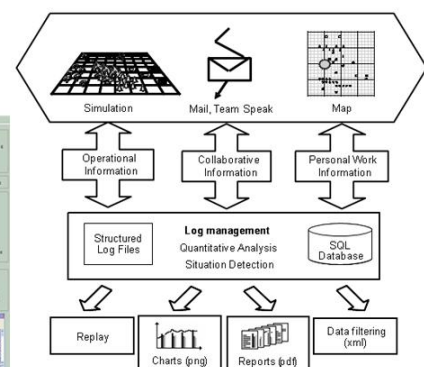 Simulation
Mail, Team Speak
Map
Operational
Information
Collaborative
Information
Personal Work
Information
Log management
Structured
Log Files
Quantitative Analysis
Situation Detection
SQL
Database
Replay
Charts (png)
Reports (pdf)
Data filtering
(xml)